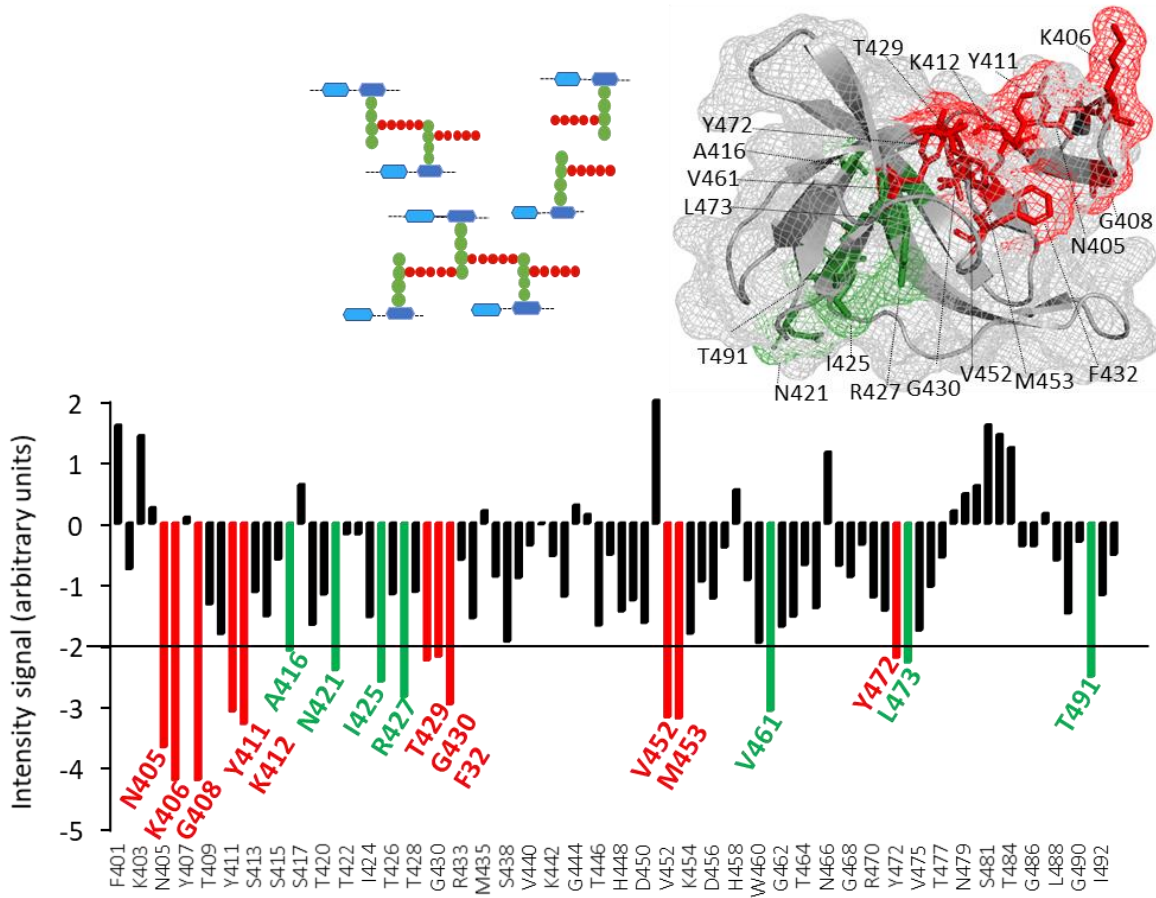 K406
T429
K412
Y411
Y472
A416
V461
L473
G408
N405
T491
I425
N421
R427
G430
V452
M453
F432
Intensity signal (arbitrary units)
2
1
0
-1
-2
-3
-4
-5
N405
K406
G408
Y411
K412
A416
N421
I425
R427
T429
G430
F32
V452
M453
V461
Y472
L473
T491
F401
K403
N405
Y407
T409
Y411
S413
S415
S417
T420
T422
I424
T426
T428
G430
R433
M435
S438
V440
K442
G444
T446
H448
D450
V452
K454
D456
H458
W460
G462
T464
N466
G468
R470
Y472
V475
T477
N479
S481
T484
G486
L488
G490
I492